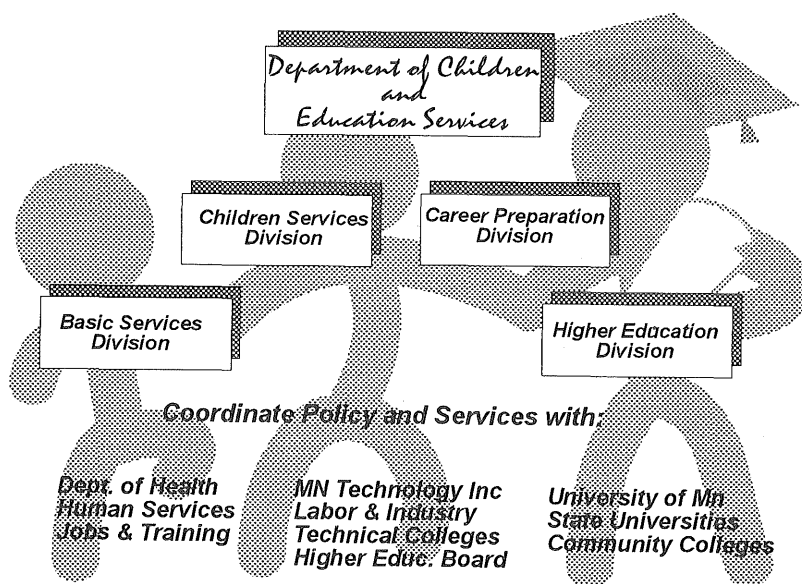 Department of Children
and
Education Services
Children Services
Division
Career Preparation
Division
Basic Services
Division
Higher Education
Division
Coordinate Policy and Services with;
Dept. of Health
Human Services
Jobs & Training
MN Technology Inc
Labor & Industry
Technical Colleges
Higher Educ. Board
University of Mn
State Universities
Community Colleges